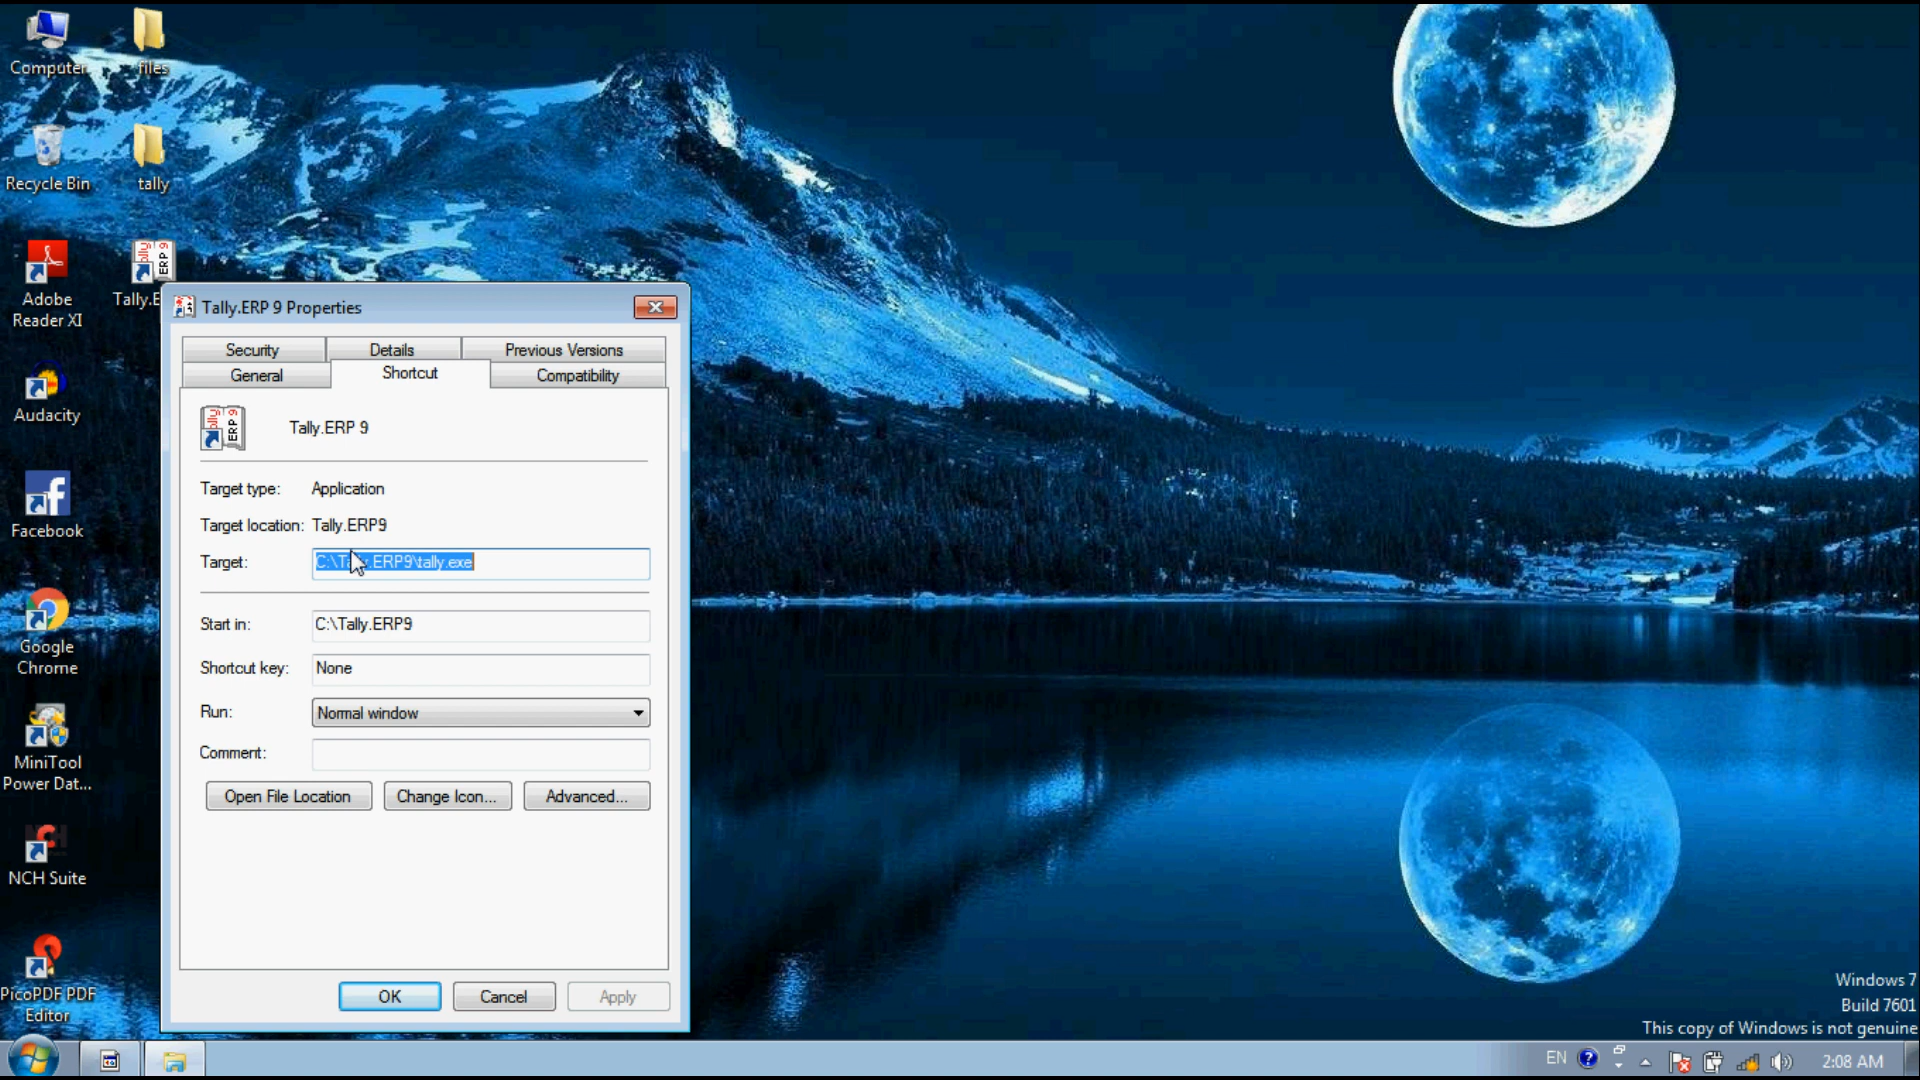 Computer
files
Recycle Bin
tally
Adobe
Reader XI
Tally.E
Audacity
Facebook
Google
Chrome
MiniTool
Power Dat...
NCH Suite
PicoPDF PDF
Editor
Tally.ERP 9 Properties
Security
Details
Previous Versions
General
Shortcut
Compatibility
Tally.ERP 9
Target type:
Application
Target location:
Tally.ERP9
Target:
C:\Tally.ERP9\tally.exe
Start in:
C:\Tally.ERP9
Shortcut key:
None
Run:
Normal window
Comment:
Open File Location
Change Icon...
Advanced...
OK
Cancel
Apply
Windows 7
Build 7601
This copy of Windows is not genuine
EN
2:08 AM